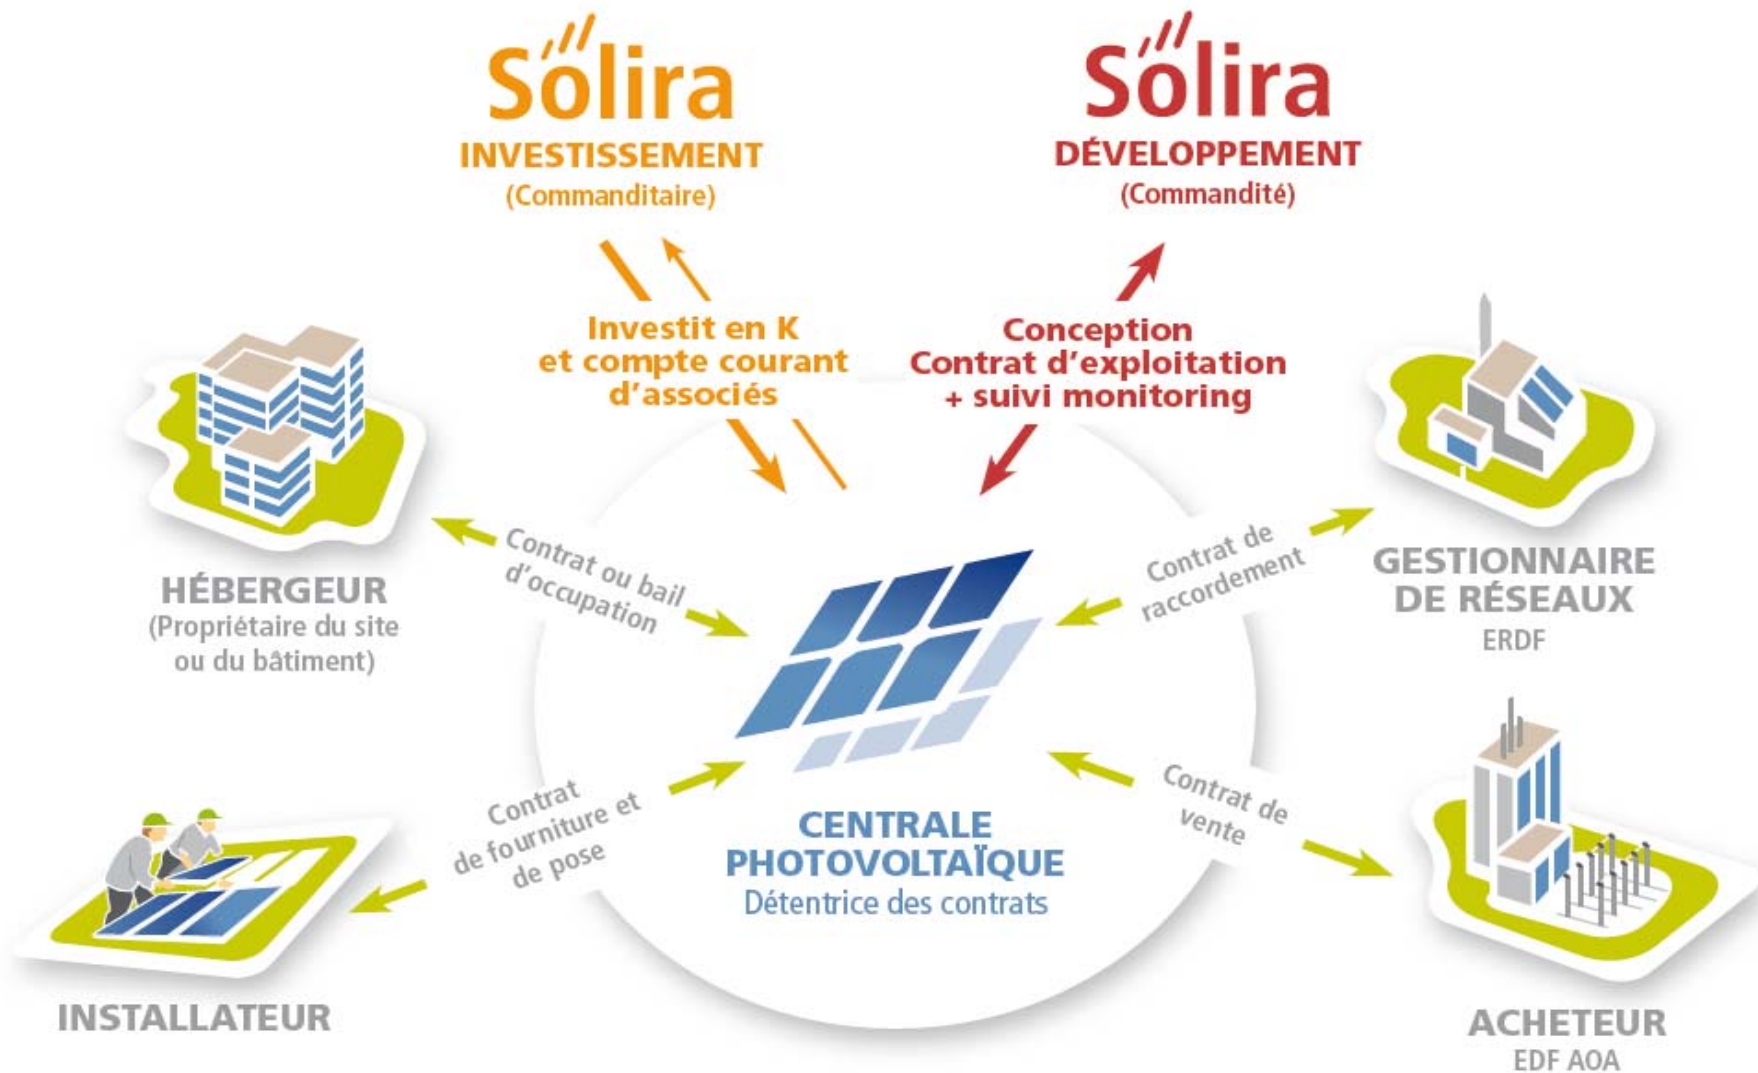 Solira
INVESTISSEMENT
(Commanditaire)
Solira
DÉVELOPPEMENT
(Commandité)
Investit en K
et compte courant
d'associés
Conception
Contrat d'exploitation
+ suivi monitoring
HÉBERGEUR
(Propriétaire du site
ou du bâtiment)
Contrat ou bail
d'occupation
Contrat de
raccordement
GESTIONNAIRE
DE RÉSEAUX
ERDF
Contrat
de fourniture et
de pose
CENTRALE
PHOTOVOLTAÏQUE
Détentrice des contrats
Contrat de
vente
INSTALLATEUR
ACHETEUR
EDF AOA